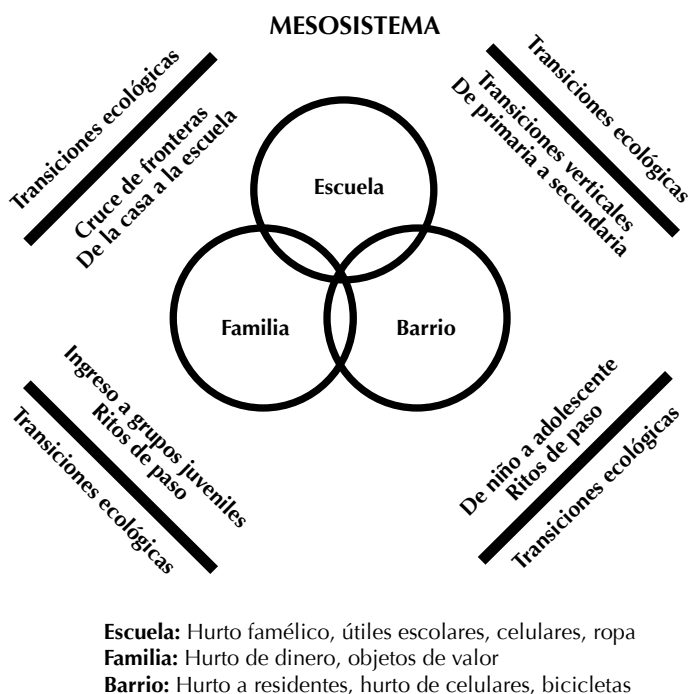 MESOSISTEMA
Transiciones ecológicas
Cruce de fronteras
De la casa a la escuela
Transiciones ecológicas
Transiciones verticales
De primaria a secundaria
Escuela
Familia
Barrio
Ingreso a grupos juveniles
Ritos de paso
Transiciones ecológicas
De niño a adolescente
Ritos de paso
Transiciones ecológicas
Escuela: Hurto famélico, útiles escolares, celulares, ropa
Familia: Hurto de dinero, objetos de valor
Barrio: Hurto a residentes, hurto de celulares, bicicletas